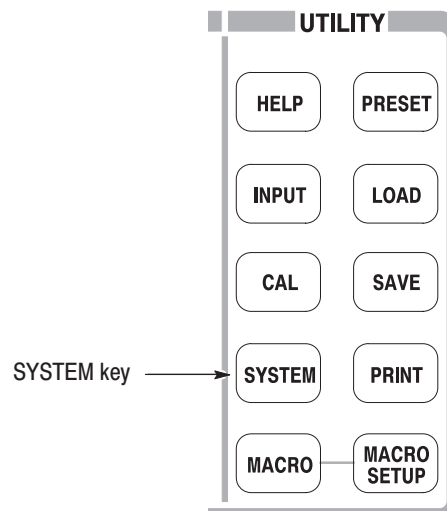 UTILITY
HELP
PRESET
INPUT
LOAD
CAL
SAVE
SYSTEM key
SYSTEM
PRINT
MACRO
MACRO
SETUP